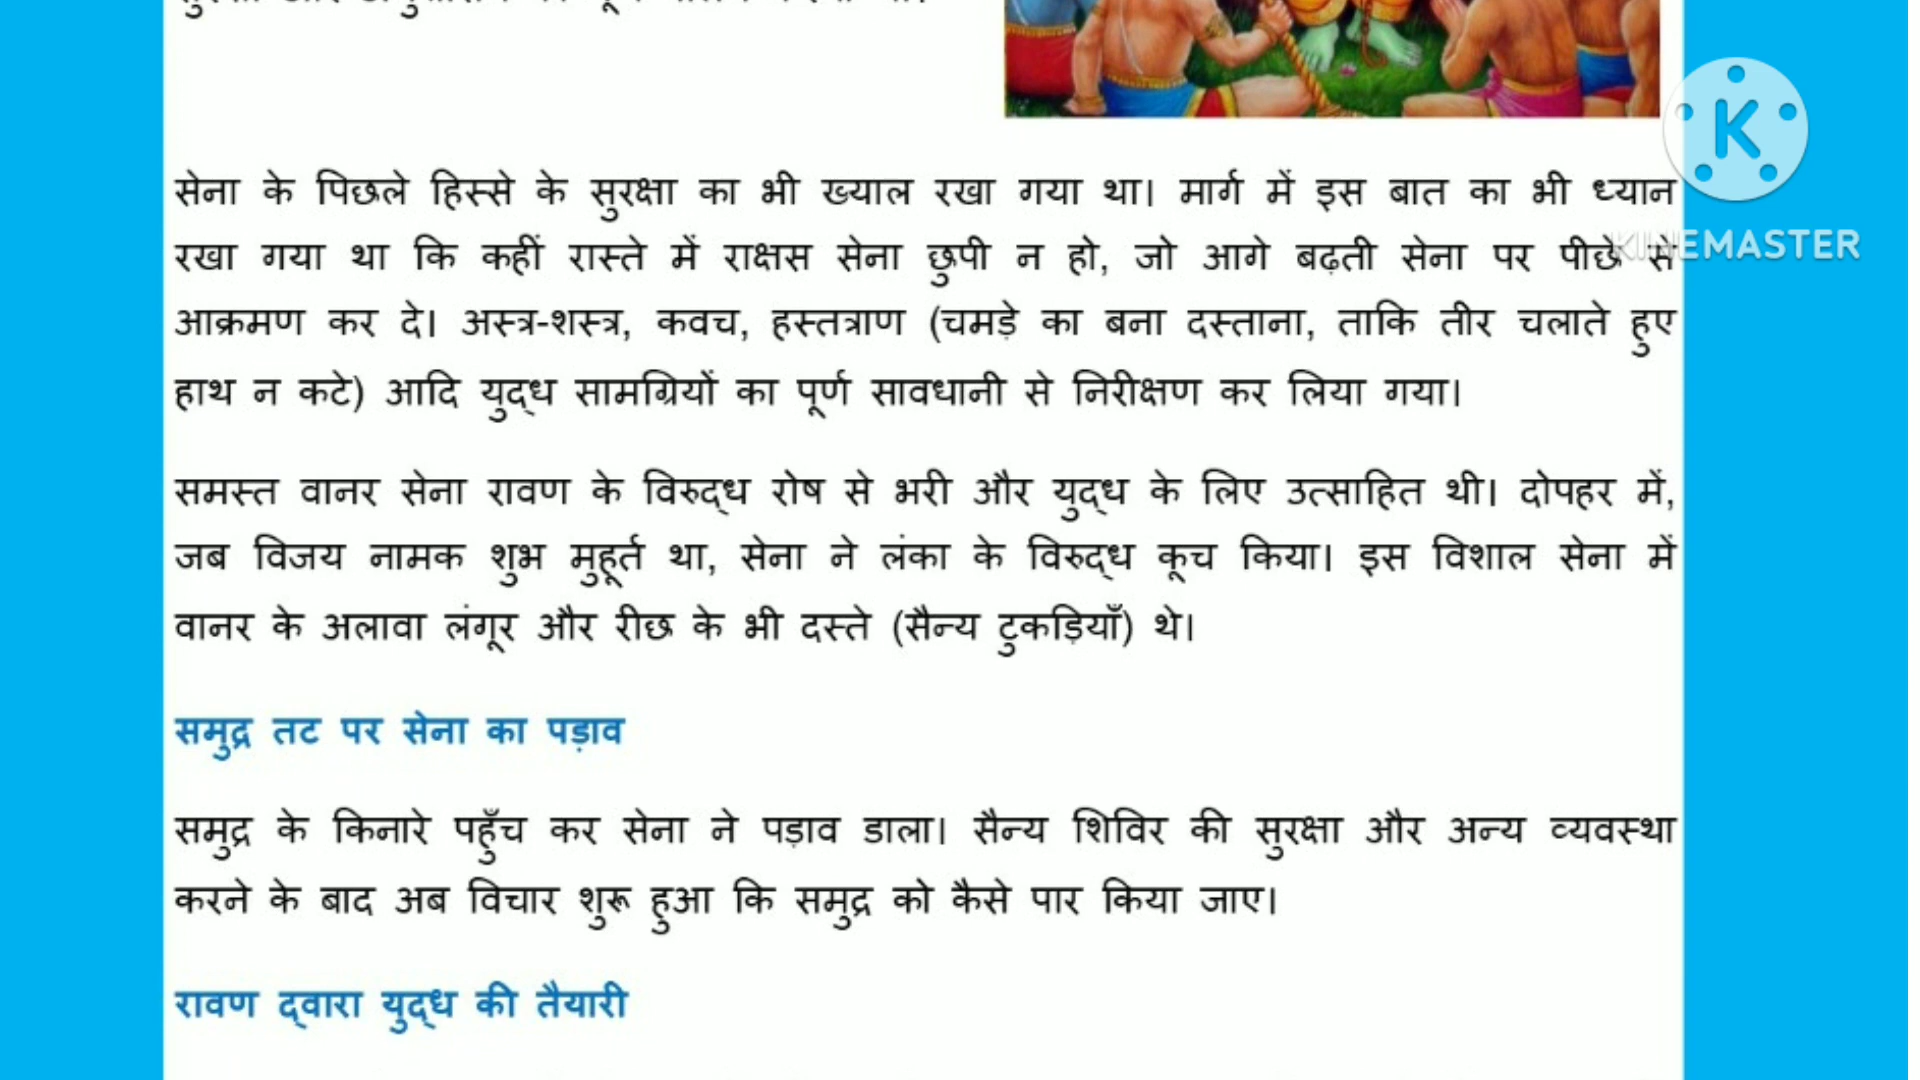 सेना के पिछले हिस्से के सुरक्षा का भी ख्याल रखा गया था। मार्ग में इस बात का भी ध्यान
K
रखा गया था कि कहीं रास्ते में राक्षस सेना छुपी न हो, जो आगे बढ़ती सेना पर पीछे से
KINEMASTER
आक्रमण कर दे। अस्त्र-शस्त्र, कवच, हस्तत्राण (चमड़े का बना दस्ताना, ताकि तीर चलाते हुए
हाथ न कटे) आदि युद्ध सामग्रियों का पूर्ण सावधानी से निरीक्षण कर लिया गया।
समस्त वानर सेना रावण के विरुद्ध रोष से भरी और युद्ध के लिए उत्साहित थी। दोपहर में,
जब विजय नामक शुभ मुहूर्त था, सेना ने लंका के विरुद्ध कूच किया। इस विशाल सेना में
वानर के अलावा लंगूर और रीछ के भी दस्ते (सैन्य टुकड़ियाँ) थे।
समुद्र तट पर सेना का पड़ाव
समुद्र के किनारे पहुँच कर सेना ने पड़ाव डाला। सैन्य शिविर की सुरक्षा और अन्य व्यवस्था
करने के बाद अब विचार शुरू हुआ कि समुद्र को कैसे पार किया जाए।
रावण द्वारा युद्ध की तैयारी